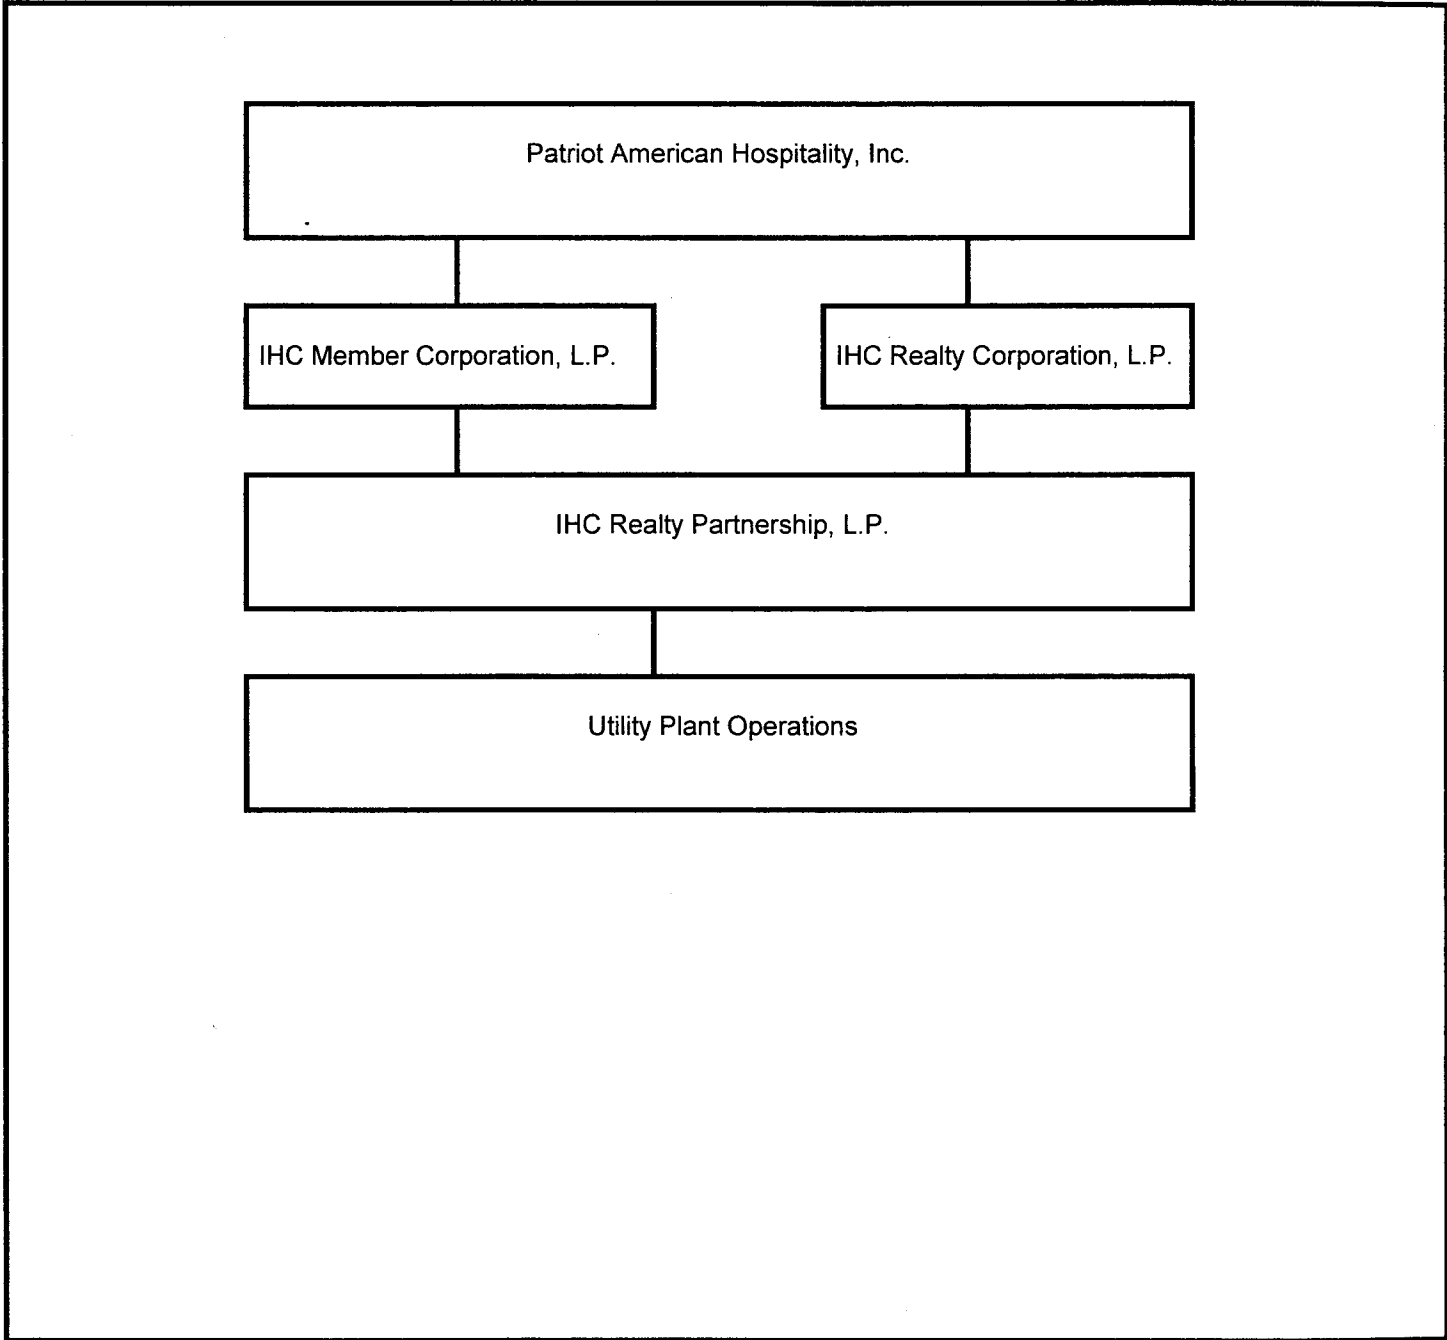 Patriot American Hospitality, Inc.
IHC Member Corporation, L.P.
IHC Realty Corporation, L.P.
IHC Realty Partnership, L.P.
Utility Plant Operations